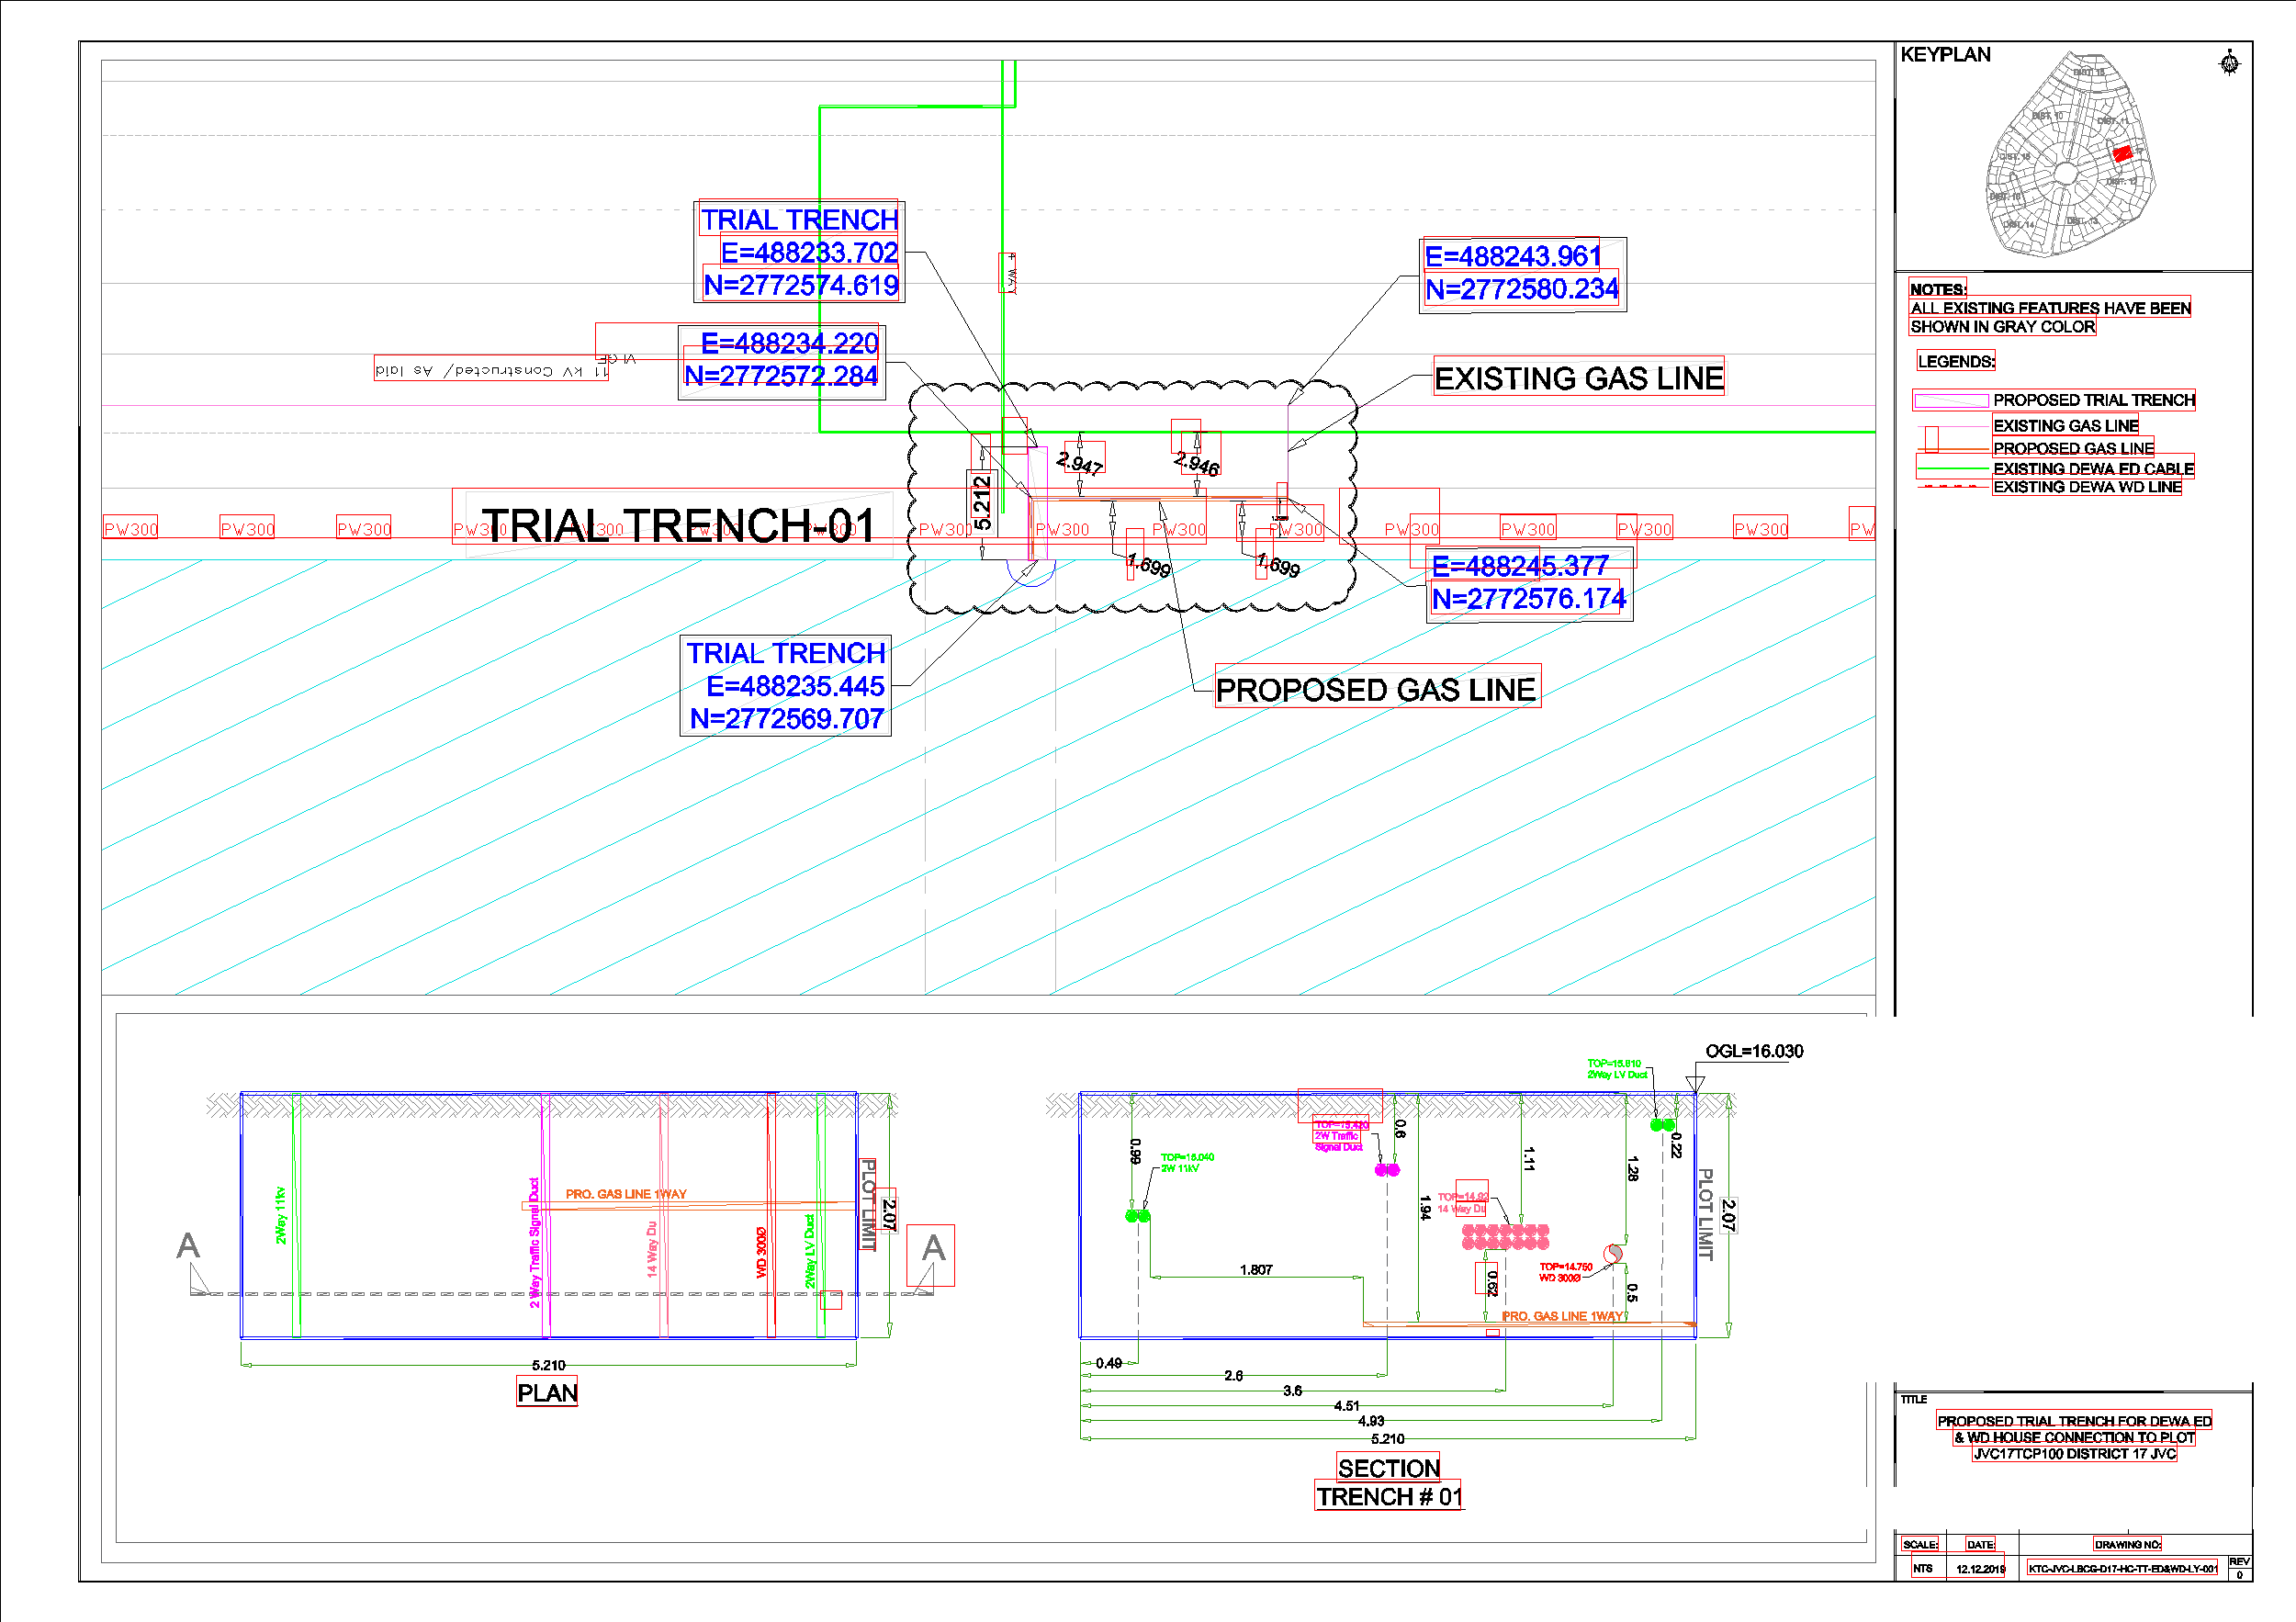 KEYPLAN
DIST. 15
DIST. 10
DIST. 11
DIST. 12
DIST. 13
DIST. 14
NOTES:
ALL EXISTING FEATURES HAVE BEEN
SHOWN IN GRAY COLOR
LEGENDS:
PROPOSED TRIAL TRENCH
EXISTING GAS LINE
PROPOSED GAS LINE
EXISTING DEWA ED CABLE
EXISTING DEWA WD LINE
TRIAL TRENCH
E=488233.702
N=2772574.619
E=488243.961
N=2772580.234
E=488234.220
N=2772572.284
11 kV Constructed/ As laid
EXISTING GAS LINE
2.947
2.946
5.212
TRIAL TRENCH-01
PW300 PW300 PW300 PW300 PW300 PW300 PW300 PW300 PW300 PW300 PW300 PW300 PW300 PW300 PW300 PW
1.699
1.699
E=488245.377
N=2772576.174
TRIAL TRENCH
E=488235.445
N=2772569.707
PROPOSED GAS LINE
2Way 11kv
2 Way Traffic Signal Duct
PRO. GAS LINE 1WAY
14 Way Du
WD 300Ø
2Way LV Duct
PLOT LIMIT
2.07
A
A
5.210
PLAN
OGL=16.030
TOP=15.810
2Way LV Duct
TOP=15.420
2W Traffic
Signal Duct
0.6
0.99
TOP=15.040
2W 11kV
1.11
1.28
0.22
1.94
TOP=14.92
14 Way Du
PLOT LIMIT
2.07
1.807
0.62
TOP=14.750
WD 300Ø
0.5
PRO. GAS LINE 1WAY
0.49
2.6
3.6
4.51
4.93
5.210
SECTION
TRENCH # 01
TITLE
PROPOSED TRIAL TRENCH FOR DEWA ED
& WD HOUSE CONNECTION TO PLOT
JVC17TCP100 DISTRICT 17 JVC
SCALE:
DATE:
DRAWING NO:
NTS
12.12.2019
KTC-JVC-LBCG-D17-HC-TT-ED&WD-LY-001
REV
0